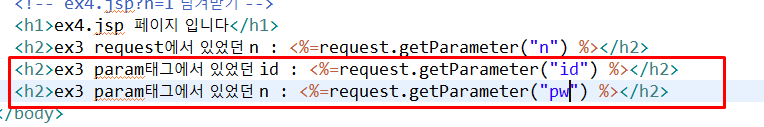 <!-- ex4.jsp?n=1 넘겨받기 -->
<h1>ex4.jsp 페이지 입니다</h1>
<h2>ex3 request에서 있었던 n : <%=request.getParameter("n") %></h2>
<h2>ex3 param태그에서 있었던 id : <%=request.getParameter("id") %></h2>
<h2>ex3 param태그에서 있었던 n : <%=request.getParameter("pw") %></h2>
</body>